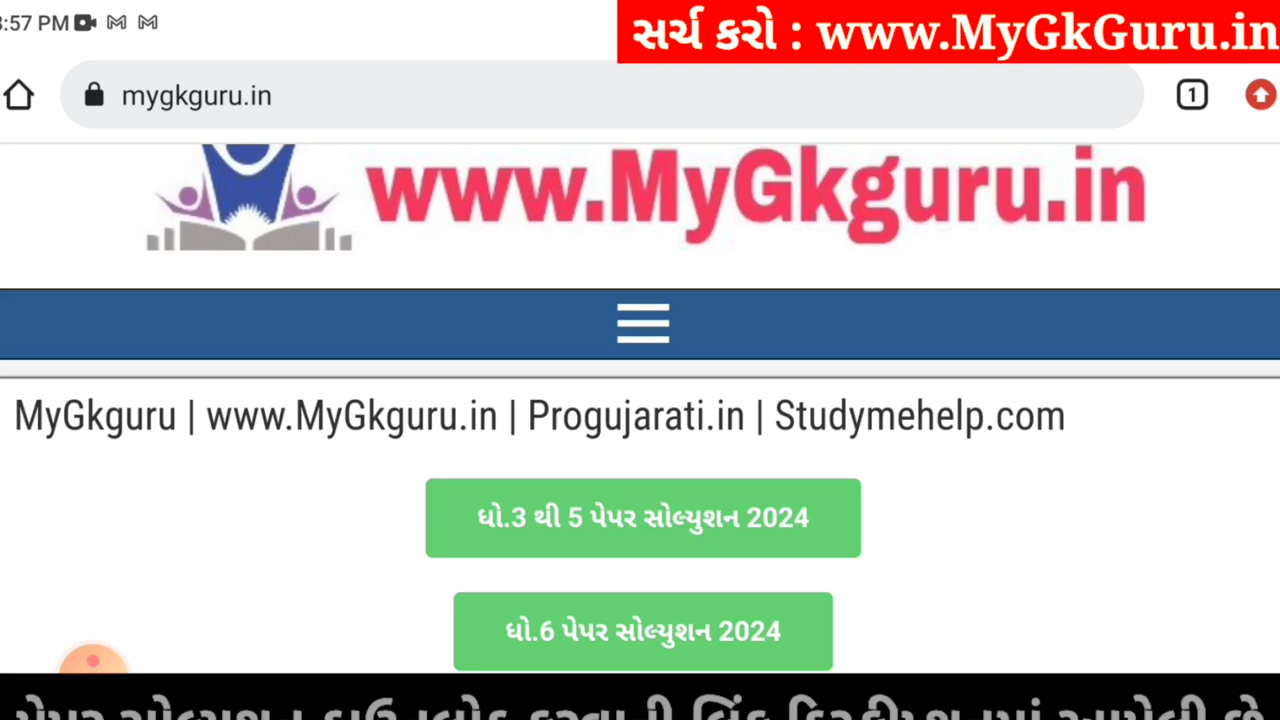 :57 PM
સર્ચ કરો : www.MyGkGuru.in
mygkguru.in
1
www.MyGkguru.in
MyGkguru | www.MyGkguru.in | Progujarati.in | Studymehelp.com
ધો.3 થી 5 પેપર સોલ્યુશન 2024
ધો.6 પેપર સોલ્યુશન 2024